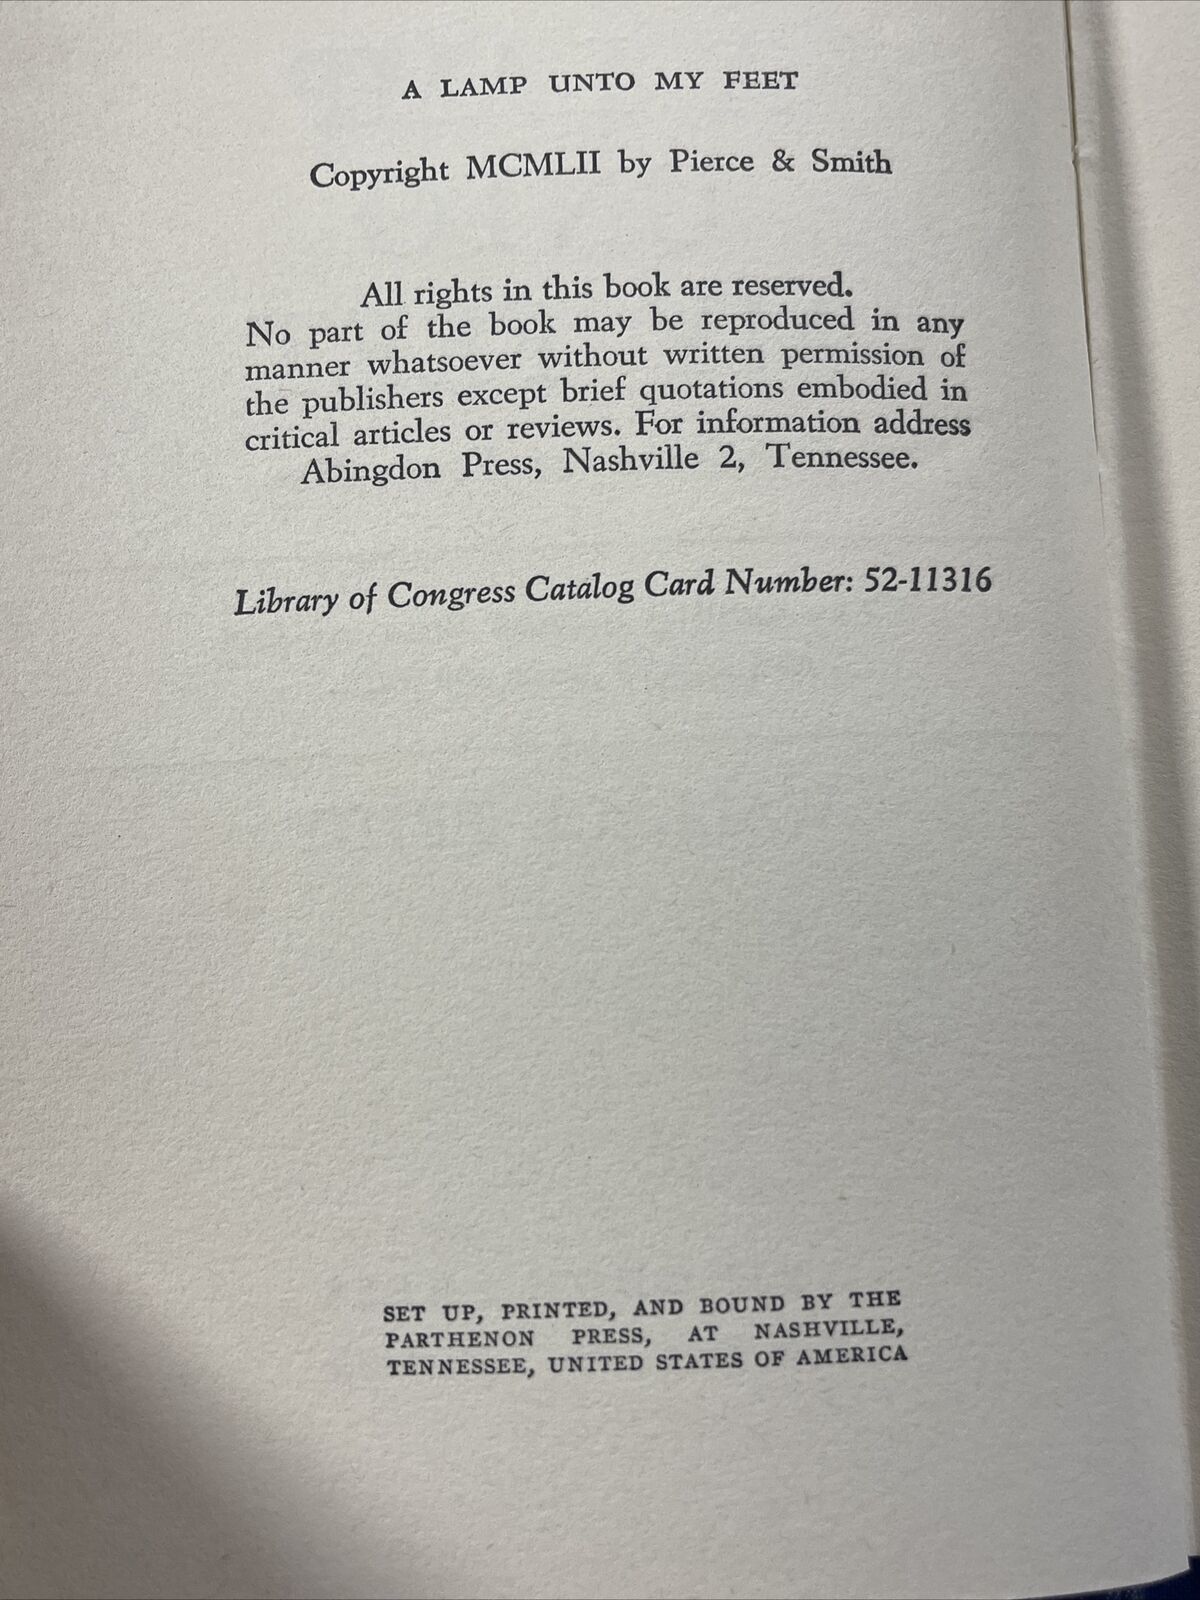 A LAMP UNTO MY FEET
Copyright MCMLII by Pierce & Smith
All rights in this book are reserved.
No part of the book may be reproduced in any
manner whatsoever without written permission of
the publishers except brief quotations embodied in
critical articles or reviews. For information address
Abingdon Press, Nashville 2, Tennessee.
Library of Congress Catalog Card Number: 52-11316
SET UP, PRINTED, AND BOUND BY THE
PARTHENON PRESS, AT NASHVILLE,
TENNESSEE, UNITED STATES OF AMERICA